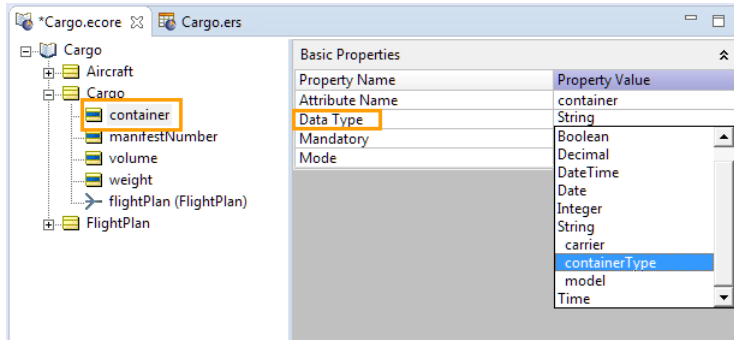 *Cargo.ecore Cargo.ers
Cargo
Aircraft
Cargo
container
manifestNumber
volume
weight
flightPlan (FlightPlan)
FlightPlan
Basic Properties
Property Name Property Value
Attribute Name container
Data Type String
Mandatory
Mode
Boolean
Decimal
DateTime
Date
Integer
String
carrier
containerType
model
Time